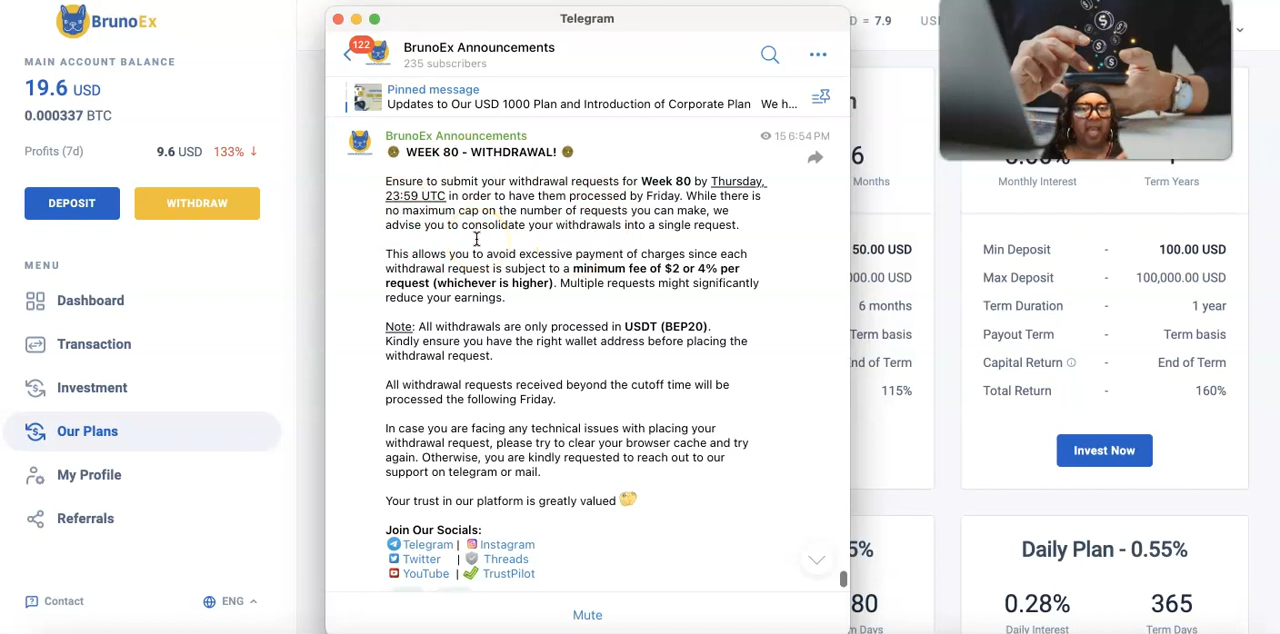 BrunoEx
MAIN ACCOUNT BALANCE
19.6 USD
0.000337 BTC
Profits (7d)
9.6 USD 133% ↓
DEPOSIT
WITHDRAW
MENU
Dashboard
Transaction
Investment
Our Plans
My Profile
Referrals
Contact
ENG
Telegram
122
BrunoEx Announcements
235 subscribers
Pinned message
Updates to Our USD 1000 Plan and Introduction of Corporate Plan We h...
BrunoEx Announcements
15 6:54 PM
WEEK 80 - WITHDRAWAL!
Ensure to submit your withdrawal requests for Week 80 by Thursday,
23:59 UTC in order to have them processed by Friday. While there is
no maximum cap on the number of requests you can make, we
advise you to consolidate your withdrawals into a single request.
This allows you to avoid excessive payment of charges since each
withdrawal request is subject to a minimum fee of $2 or 4% per
request (whichever is higher). Multiple requests might significantly
reduce your earnings.
Note: All withdrawals are only processed in USDT (BEP20).
Kindly ensure you have the right wallet address before placing the
withdrawal request.
All withdrawal requests received beyond the cutoff time will be
processed the following Friday.
In case you are facing any technical issues with placing your
withdrawal request, please try to clear your browser cache and try
again. Otherwise, you are kindly requested to reach out to our
support on telegram or mail.
Your trust in our platform is greatly valued
Join Our Socials:
Telegram | Instagram
Twitter | Threads
YouTube | TrustPilot
Mute
D = 7.9
6
Months
50.00 USD
000.00 USD
6 months
Term basis
nd of Term
115%
Monthly Interest
Term Years
Min Deposit - 100.00 USD
Max Deposit - 100,000.00 USD
Term Duration - 1 year
Payout Term - Term basis
Capital Return - End of Term
Total Return - 160%
Invest Now
5%
80
m Days
Daily Plan - 0.55%
0.28%
365
Daily Interest
Term Days